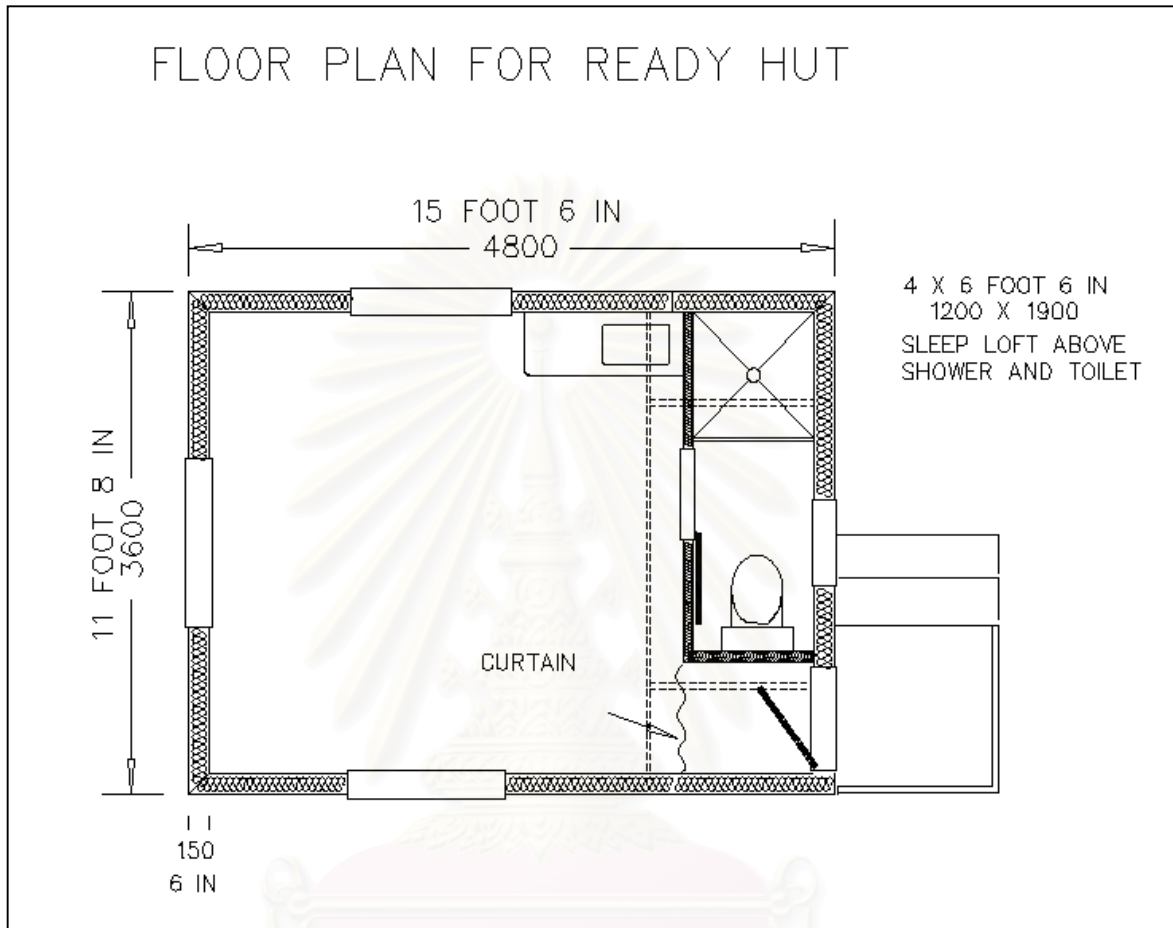 FLOOR PLAN FOR READY HUT
15 FOOT 6 IN
4800
4 X 6 FOOT 6 IN
1200 X 1900
SLEEP LOFT ABOVE
SHOWER AND TOILET
11 FOOT 8 IN
3600
CURTAIN
150
6 IN